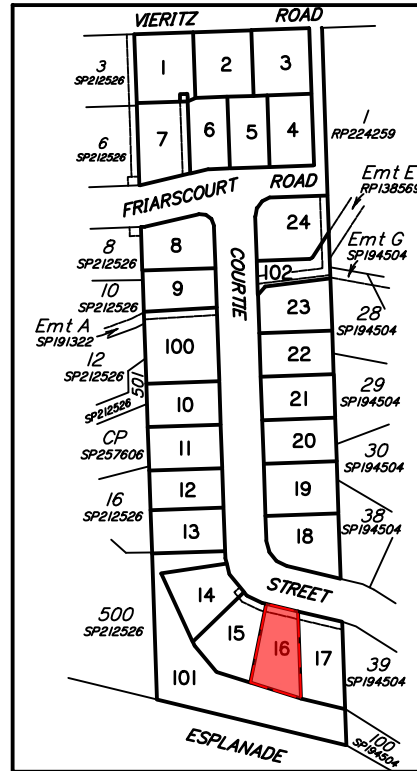 VIERITZ ROAD
3
SP212526
1
2
3
6
SP212526
7
6
5
4
1
RP224259
FRIARSCOURT ROAD
Emt E
RP138569
24
Emt G
SP194504
8
SP212526
8
COURTIE
102
10
SP212526
9
23
28
SP194504
Emt A
SP191322
100
22
12
SP212526
501
SP212526
29
SP194504
21
10
CP
SP257606
11
20
30
SP194504
12
19
16
SP212526
13
18
38
SP194504
STREET
14
500
SP212526
15
16
17
39
SP194504
101
100
SP194504
ESPLANADE